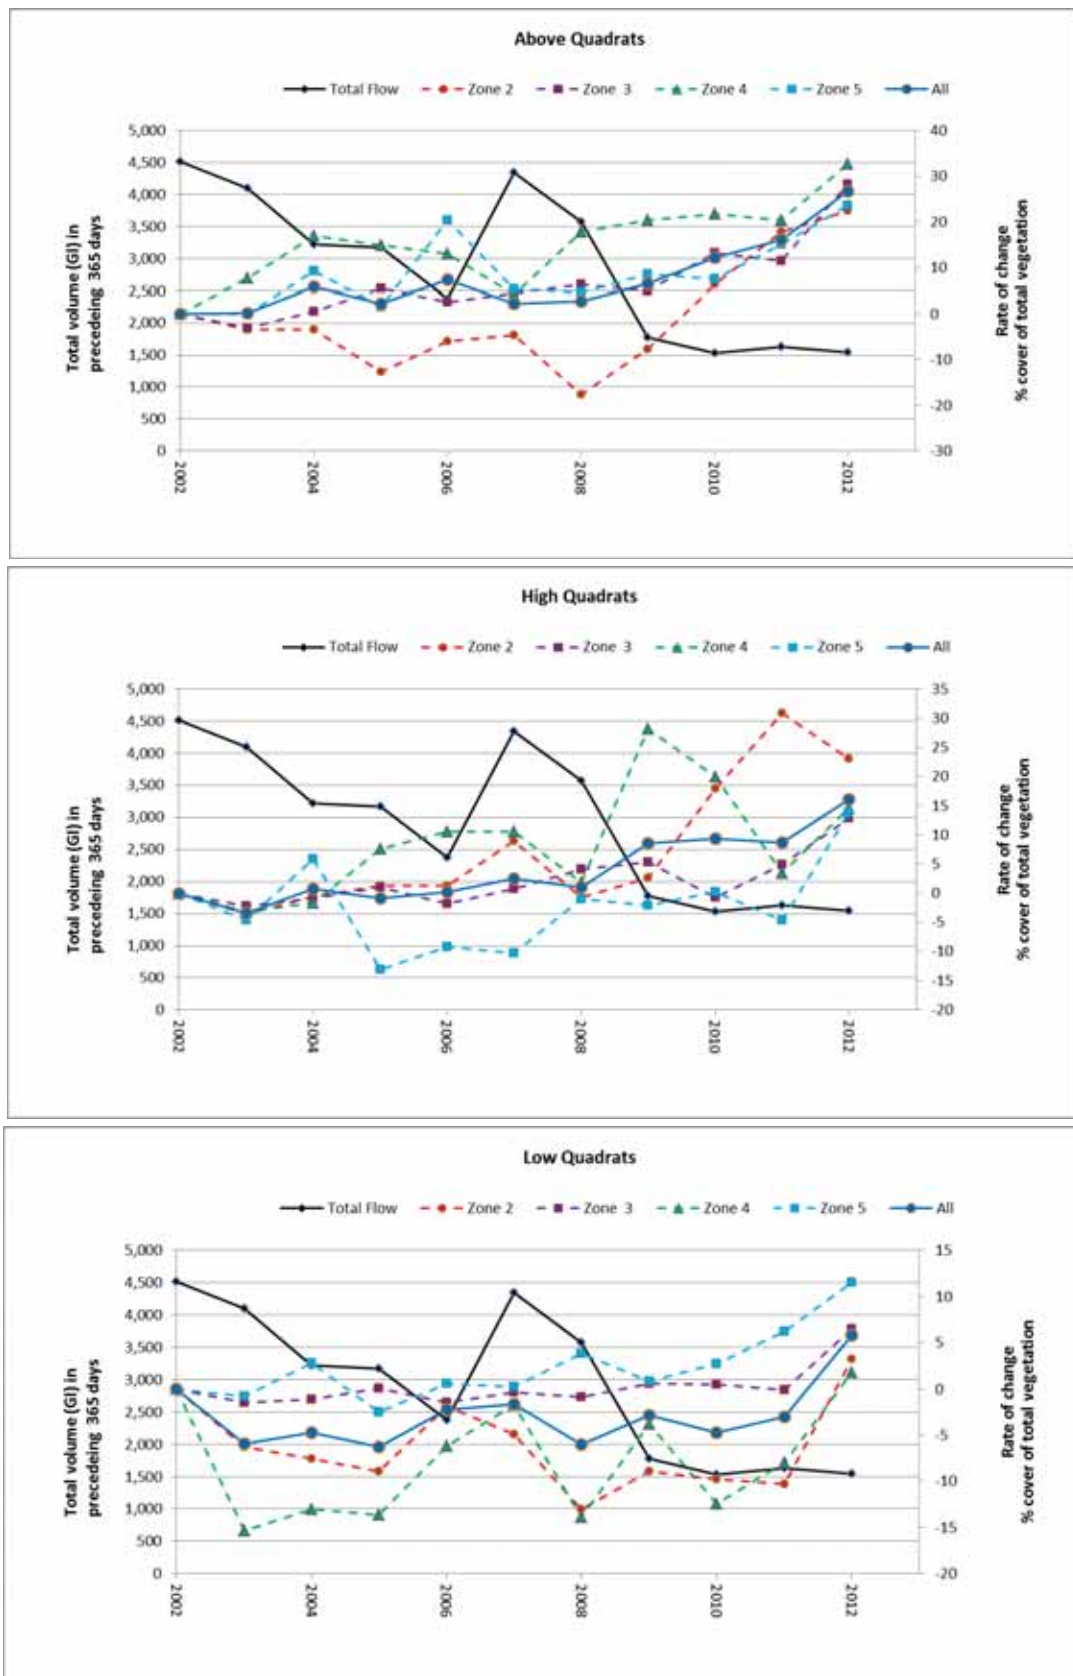 Above Quadrats
Total Flow Zone 2 Zone 3 Zone 4 Zone 5 All
Total volume (Gl) in
precedeing 365 days
5,000
4,500
4,000
3,500
3,000
2,500
2,000
1,500
1,000
500
0
40
30
20
10
0
-10
-20
-30
Rate of change
% cover of total vegetation
2002 2004 2006 2008 2010 2012
High Quadrats
Total Flow Zone 2 Zone 3 Zone 4 Zone 5 All
Total volume (Gl) in
precedeing 365 days
5,000
4,500
4,000
3,500
3,000
2,500
2,000
1,500
1,000
500
0
35
30
25
20
15
10
5
0
-5
-10
-15
-20
Rate of change
% cover of total vegetation
2002 2004 2006 2008 2010 2012
Low Quadrats
Total Flow Zone 2 Zone 3 Zone 4 Zone 5 All
Total volume (Gl) in
precedeing 365 days
5,000
4,500
4,000
3,500
3,000
2,500
2,000
1,500
1,000
500
0
15
10
5
0
-5
-10
-15
-20
Rate of change
% cover of total vegetation
2002 2004 2006 2008 2010 2012